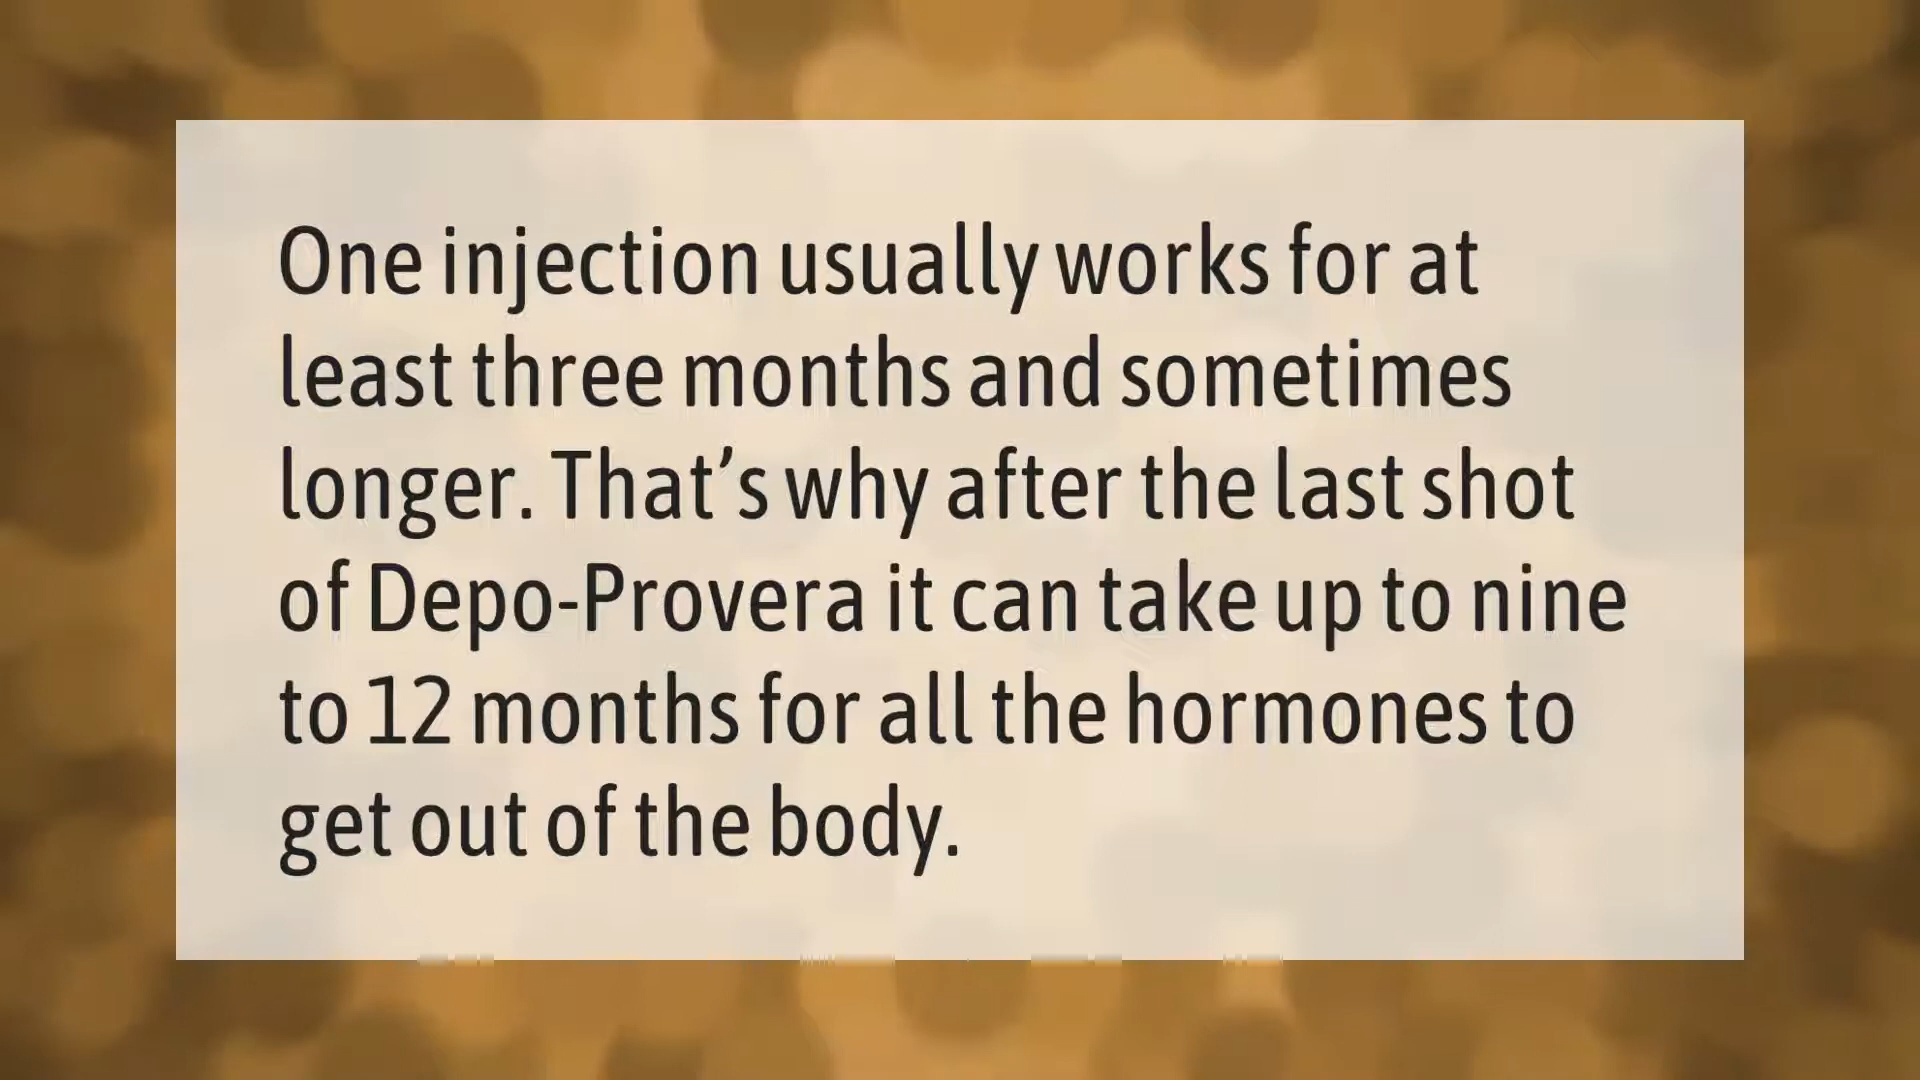 One injection usually works for at
least three months and sometimes
longer. That’s why after the last shot
of Depo-Provera it can take up to nine
to 12 months for all the hormones to
get out of the body.